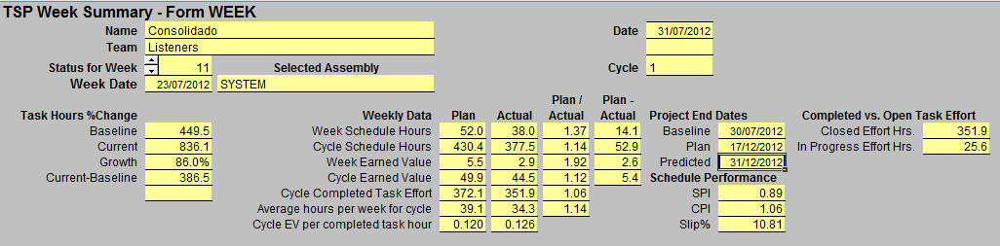 TSP Week Summary - Form WEEK
Name Consolidado Date 31/07/2012
Team Listeners
Status for Week 11 Selected Assembly Cycle 1
Week Date 23/07/2012 SYSTEM
Plan / Plan -
Task Hours %Change Weekly Data Plan Actual Actual Actual Project End Dates Completed vs. Open Task Effort
Baseline 449.5 Week Schedule Hours 52.0 38.0 1.37 14.1 Baseline 30/07/2012 Closed Effort Hrs. 351.9
Current 836.1 Cycle Schedule Hours 430.4 377.5 1.14 52.9 Plan 17/12/2012 In Progress Effort Hrs. 25.6
Growth 86.0% Week Earned Value 5.5 2.9 1.92 2.6 Predicted 31/12/2012
Current-Baseline 386.5 Cycle Earned Value 49.9 44.5 1.12 5.4 Schedule Performance
Cycle Completed Task Effort 372.1 351.9 1.06 SPI 0.89
Average hours per week for cycle 39.1 34.3 1.14 CPI 1.06
Cycle EV per completed task hour 0.120 0.126 Slip% 10.81